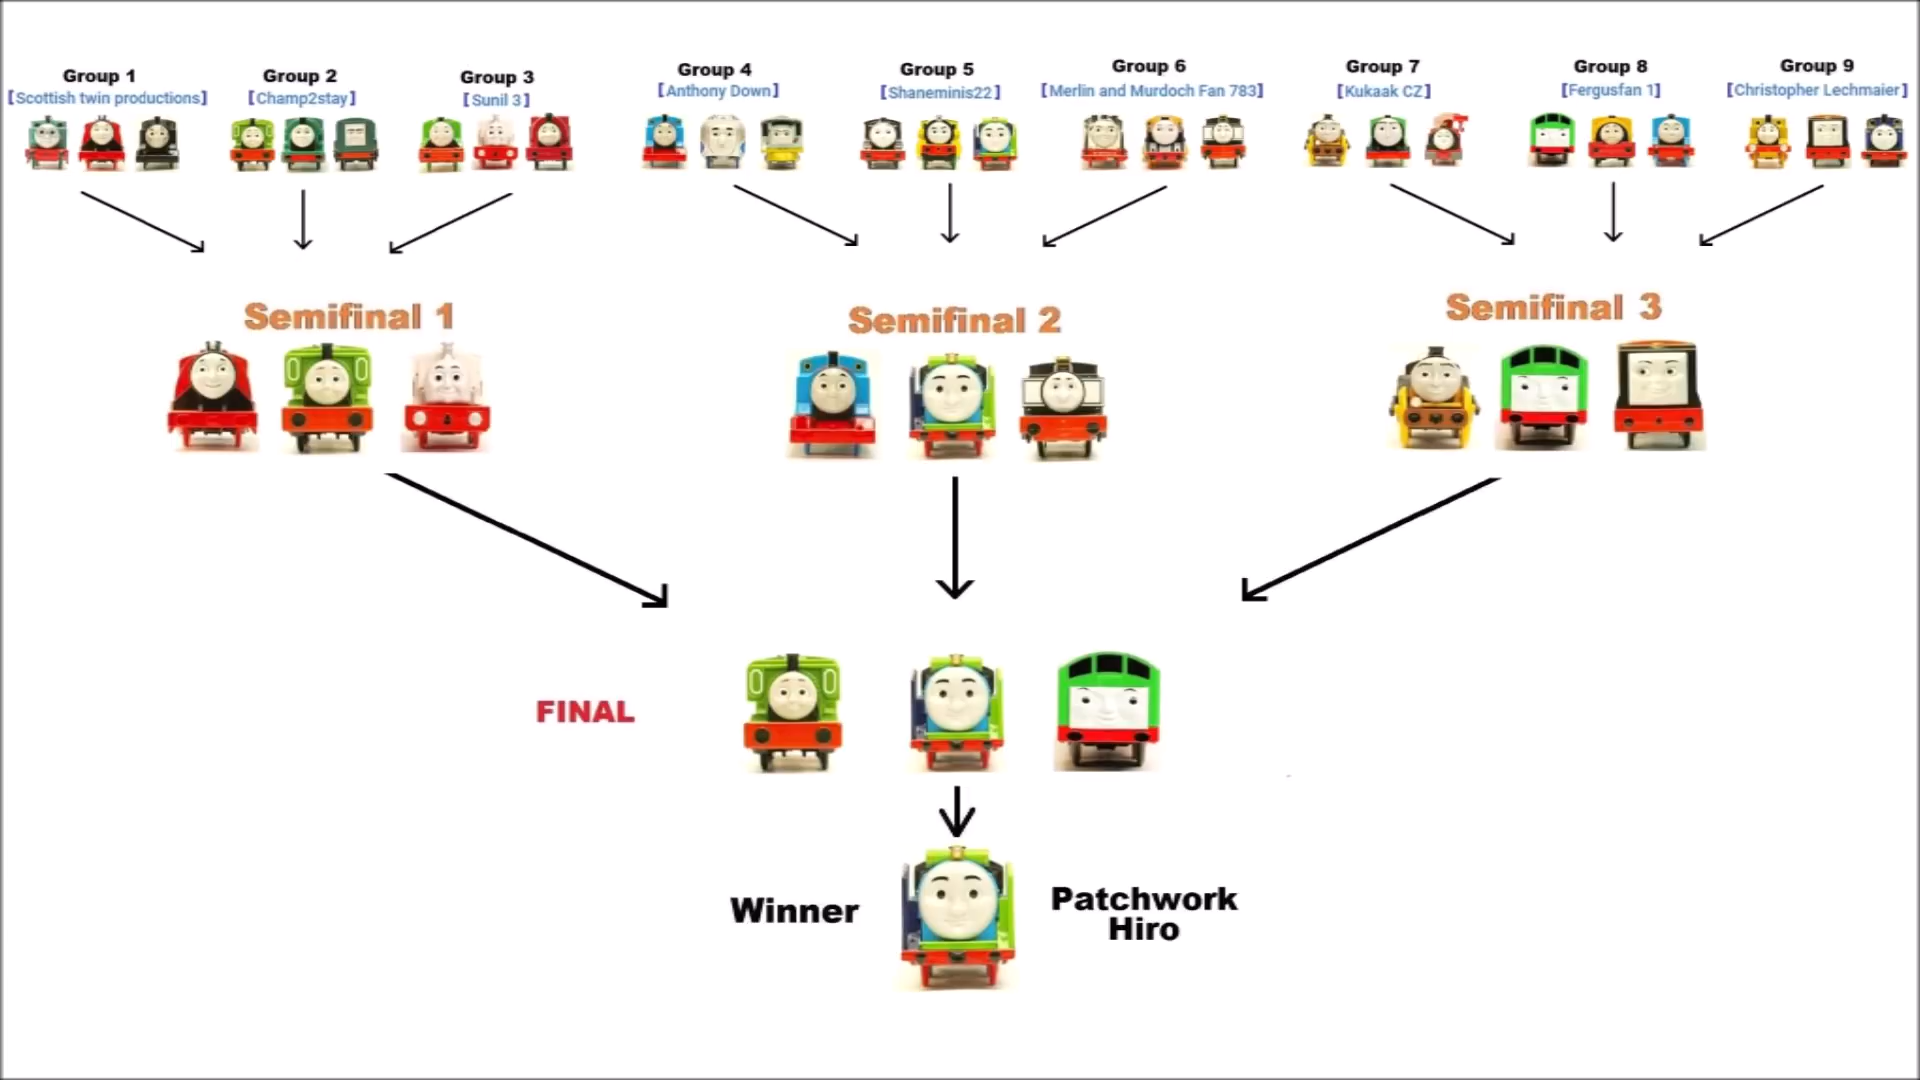 Group 1
[Scottish twin productions]
Group 2
[Champ2stay]
Group 3
[Sunil 3]
Group 4
[Anthony Down]
Group 5
[Shaneminis22]
Group 6
[Merlin and Murdoch Fan 783]
Group 7
[Kukaak CZ]
Group 8
[Fergusfan 1]
Group 9
[Christopher Lechmaier]
Semifinal 1
Semifinal 2
Semifinal 3
FINAL
Winner
Patchwork
Hiro